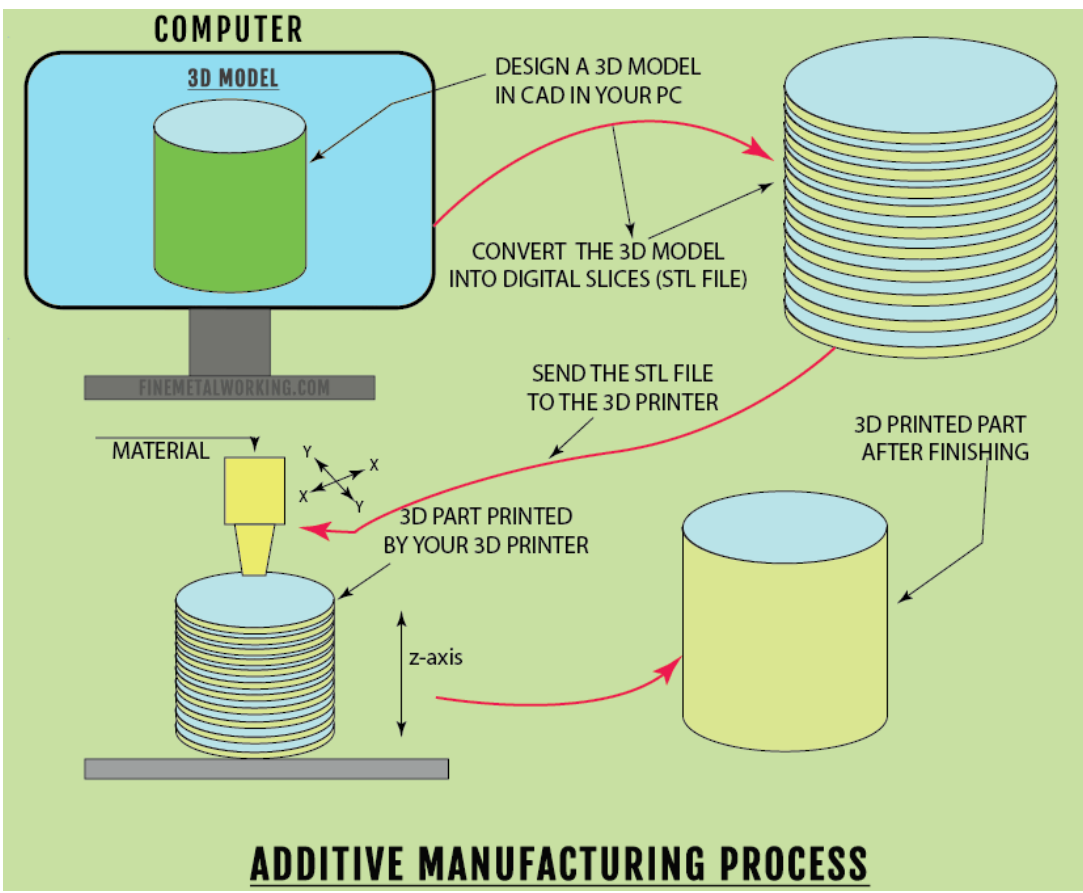 COMPUTER
3D MODEL
DESIGN A 3D MODEL
IN CAD IN YOUR PC
CONVERT THE 3D MODEL
INTO DIGITAL SLICES (STL FILE)
FINEMETALWORKING.COM
SEND THE STL FILE
TO THE 3D PRINTER
3D PRINTED PART
AFTER FINISHING
MATERIAL
Y
X
X
Y
3D PART PRINTED
BY YOUR 3D PRINTER
z-axis
ADDITIVE MANUFACTURING PROCESS